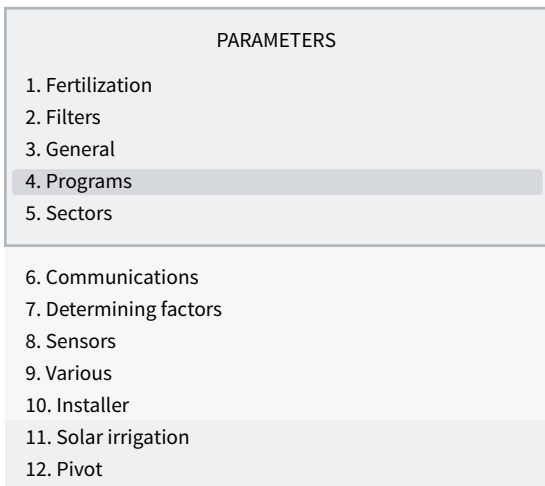 PARAMETERS
1. Fertilization
2. Filters
3. General
4. Programs
5. Sectors
6. Communications
7. Determining factors
8. Sensors
9. Various
10. Installer
11. Solar irrigation
12. Pivot